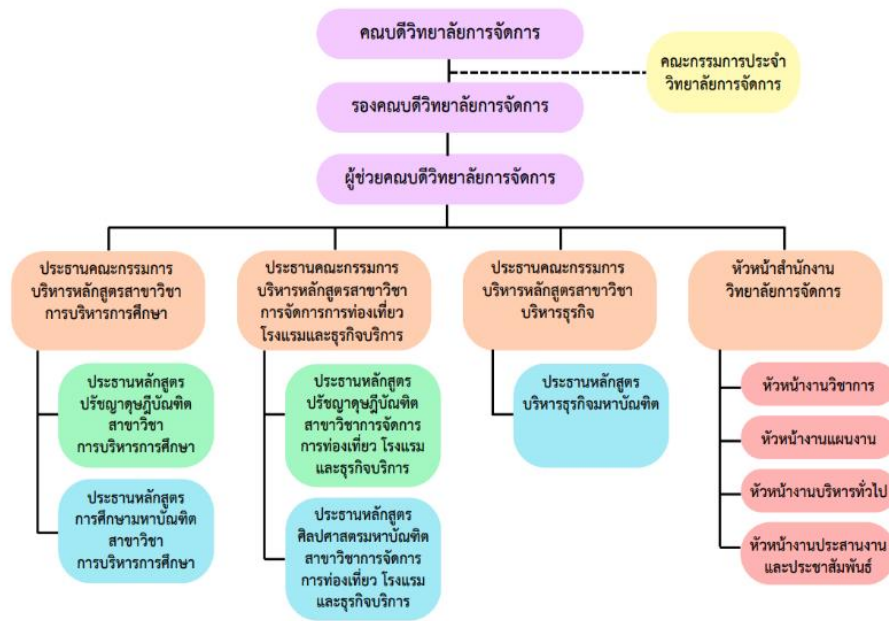 คณบดีวิทยาลัยการจัดการ
คณะกรรมการประจำ
วิทยาลัยการจัดการ
รองคณบดีวิทยาลัยการจัดการ
ผู้ช่วยคณบดีวิทยาลัยการจัดการ
ประธานคณะกรรมการ
บริหารหลักสูตรสาขาวิชา
การบริหารการศึกษา
ประธานหลักสูตร
ปรัชญาดุษฎีบัณฑิต
สาขาวิชา
การบริหารการศึกษา
ประธานหลักสูตร
การศึกษามหาบัณฑิต
สาขาวิชา
การบริหารการศึกษา
ประธานคณะกรรมการ
บริหารหลักสูตรสาขาวิชา
การจัดการการท่องเที่ยว
โรงแรมและธุรกิจบริการ
ประธานหลักสูตร
ปรัชญาดุษฎีบัณฑิต
สาขาวิชาการจัดการ
การท่องเที่ยว โรงแรม
และธุรกิจบริการ
ประธานหลักสูตร
ศิลปศาสตรมหาบัณฑิต
สาขาวิชาการจัดการ
การท่องเที่ยว โรงแรม
และธุรกิจบริการ
ประธานคณะกรรมการ
บริหารหลักสูตรสาขาวิชา
บริหารธุรกิจ
ประธานหลักสูตร
บริหารธุรกิจมหาบัณฑิต
หัวหน้าสำนักงาน
วิทยาลัยการจัดการ
หัวหน้างานวิชาการ
หัวหน้างานแผนงาน
หัวหน้างานบริหารทั่วไป
หัวหน้างานประสานงาน
และประชาสัมพันธ์